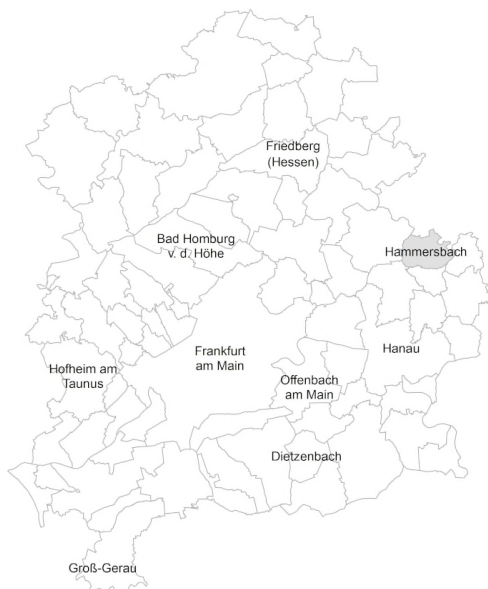 Friedberg
(Hessen)
Bad Homburg
v. d. Höhe
Hammersbach
Frankfurt
am Main
Hanau
Hofheim am
Taunus
Offenbach
am Main
Dietzenbach
Groß-Gerau